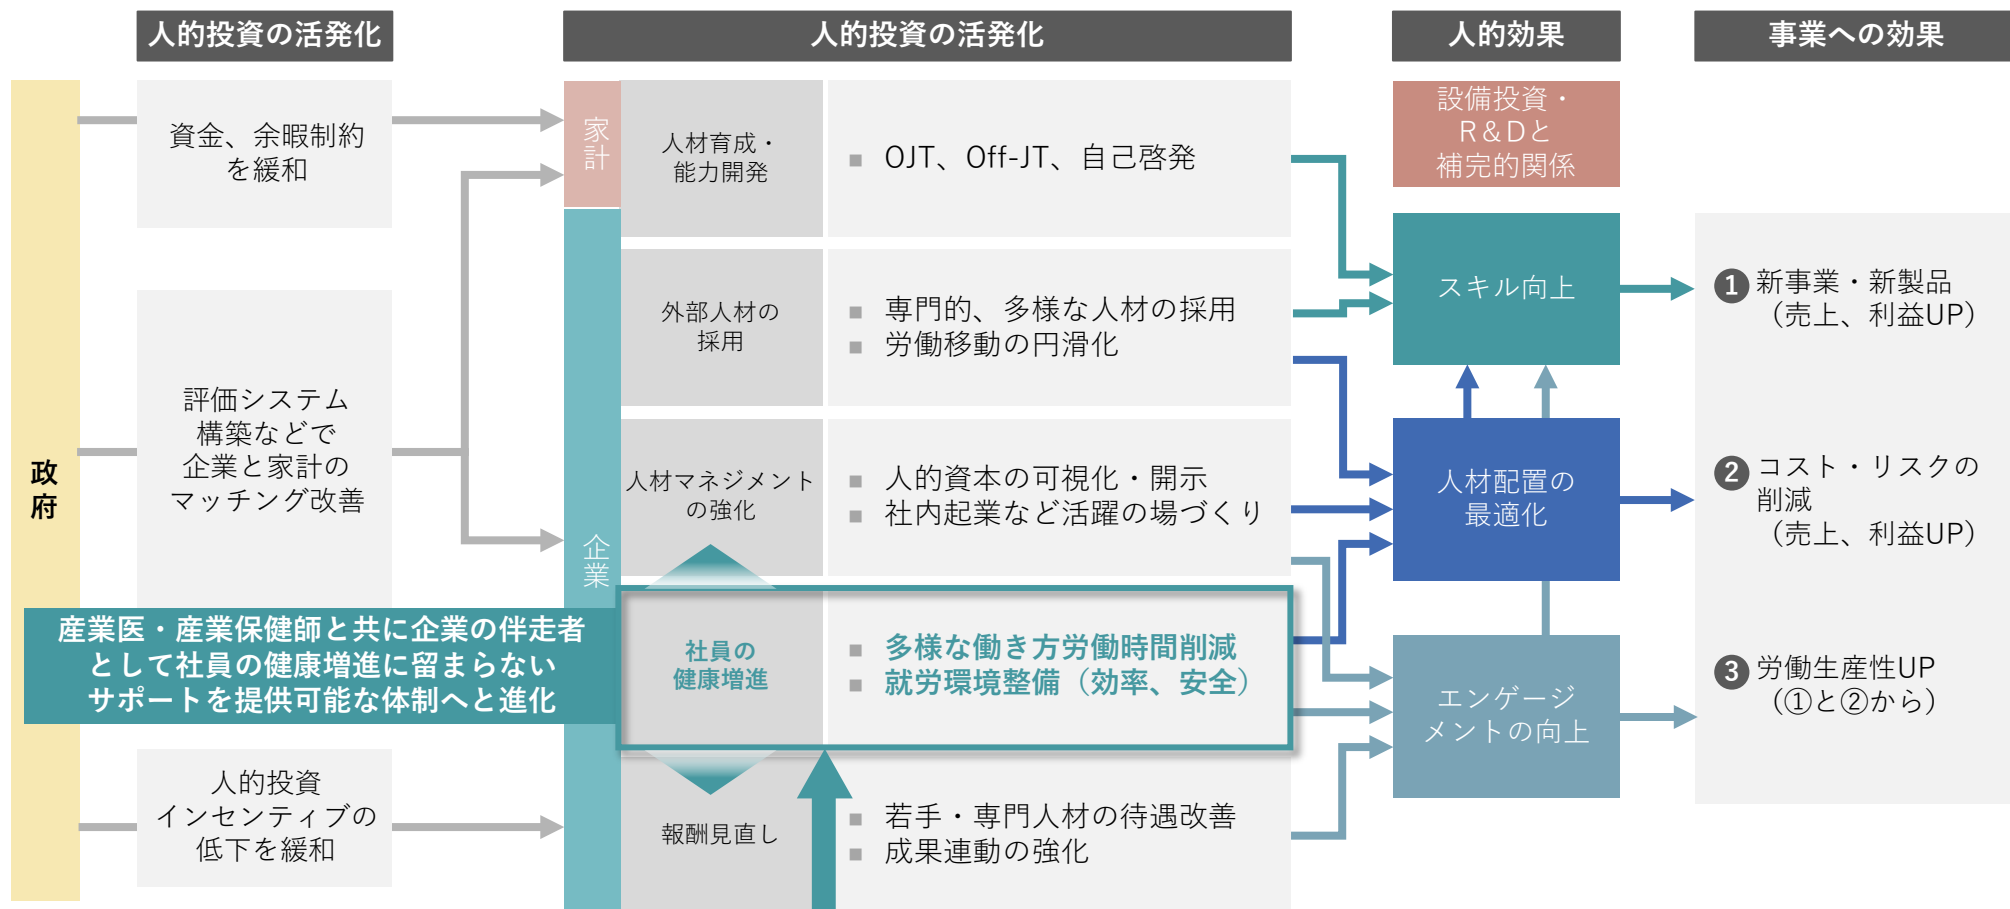 人的投資の活発化
人的投資の活発化
人的効果
事業への効果
政府
資金、余暇制約
を緩和
評価システム
構築などで
企業と家計の
マッチング改善
産業医・産業保健師と共に企業の伴走者
として社員の健康増進に留まらない
サポートを提供可能な体制へと進化
人的投資
インセンティブの
低下を緩和
家計
企業
人材育成・
能力開発
■ OJT、Off-JT、自己啓発
外部人材の
採用
■ 専門的、多様な人材の採用
■ 労働移動の円滑化
人材マネジメント
の強化
■ 人的資本の可視化・開示
■ 社内起業など活躍の場づくり
社員の
健康増進
■ 多様な働き方労働時間削減
■ 就労環境整備（効率、安全）
報酬見直し
■ 若手・専門人材の待遇改善
■ 成果連動の強化
設備投資・
R＆Dと
補完的関係
スキル向上
人材配置の
最適化
エンゲージ
メントの向上
❶ 新事業・新製品
（売上、利益UP）
❷ コスト・リスクの
削減
（売上、利益UP）
❸ 労働生産性UP
（①と②から）